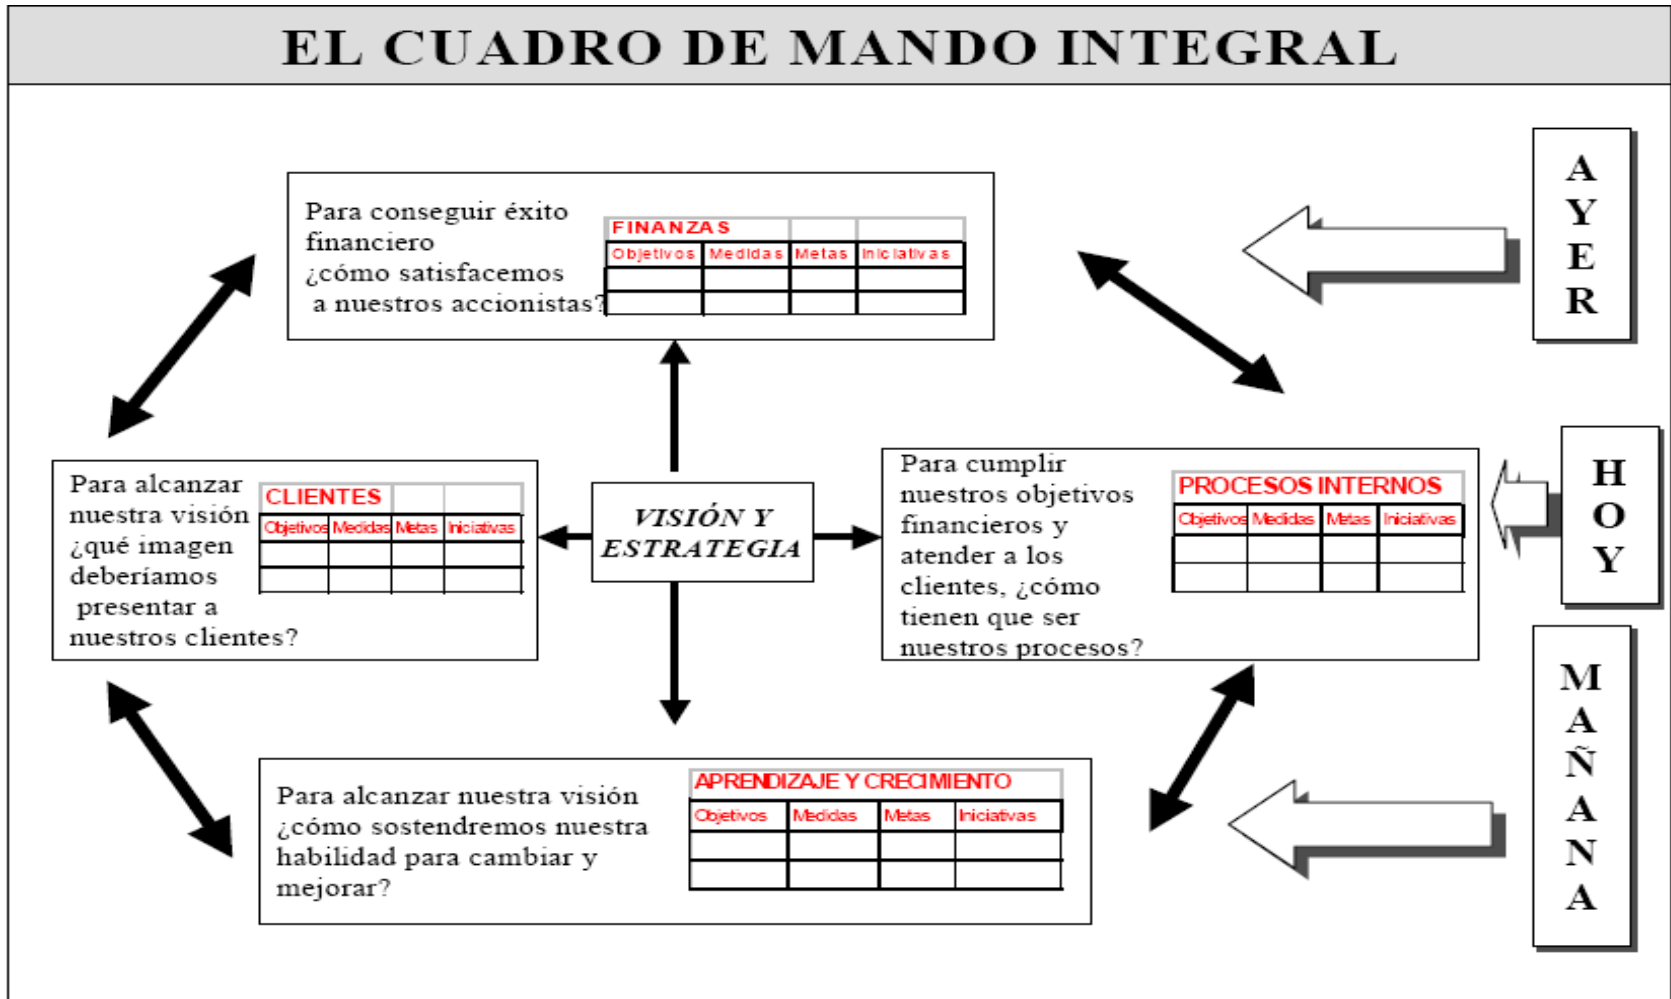 EL CUADRO DE MANDO INTEGRAL
Para conseguir éxito
financiero
¿cómo satisfacemos
a nuestros accionistas?
FINANZAS
Objetivos Medidas Metas Iniciativas
AYER
Para alcanzar
nuestra visión
¿qué imagen
deberíamos
presentar a
nuestros clientes?
CLIENTES
Objetivos Medidas Metas Iniciativas
VISIÓN Y
ESTRATEGIA
Para cumplir
nuestros objetivos
financieros y
atender a los
clientes, ¿cómo
tienen que ser
nuestros procesos?
PROCESOS INTERNOS
Objetivos Medidas Metas Iniciativas
HOY
Para alcanzar nuestra visión
¿cómo sostendremos nuestra
habilidad para cambiar y
mejorar?
APRENDIZAJE Y CRECIMIENTO
Objetivos Medidas Metas Iniciativas
MAÑANA